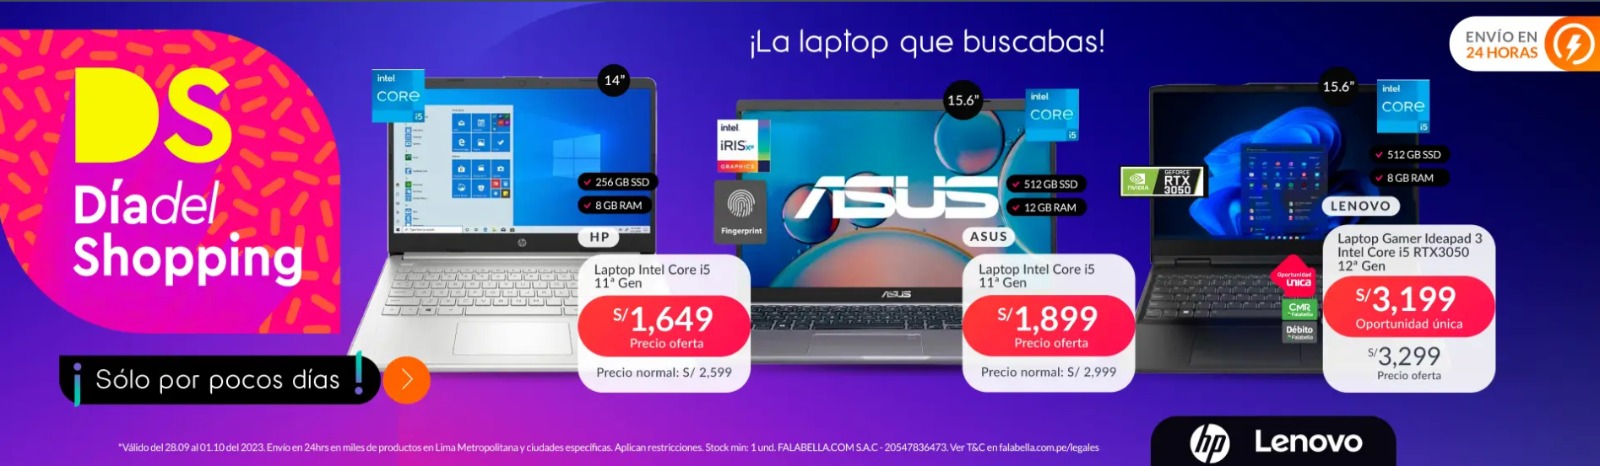 DS
Díadel
Shopping
¡Sólo por pocos días!
¡La laptop que buscabas!
ENVÍO EN
24 HORAS
intel
CORE
i5
14"
256 GB SSD
8 GB RAM
hp
HP
Laptop Intel Core i5
11ª Gen
S/1,649
Precio oferta
Precio normal: S/ 2,599
intel
iRISxe
GRAPHICS
Fingerprint
15.6"
intel
CORE
i5
ASUS
512 GB SSD
12 GB RAM
ASUS
ASUS
Laptop Intel Core i5
11ª Gen
S/1,899
Precio oferta
Precio normal: S/ 2,999
15.6"
intel
CORE
i5
512 GB SSD
8 GB RAM
NVIDIA
GEFORCE
RTX
3050
LENOVO
Laptop Gamer Ideapad 3
Intel Core i5 RTX3050
12ª Gen
Oportunidad
única
CMR
Falabella
Débito
Falabella
S/3,199
Oportunidad única
S/3,299
Precio oferta
*Válido del 28.09 al 01.10 del 2023. Envío en 24hrs en miles de productos en Lima Metropolitana y ciudades específicas. Aplican restricciones. Stock min: 1 und. FALABELLA.COM S.A.C - 20547836473. Ver T&C en falabella.com.pe/legales
hp Lenovo